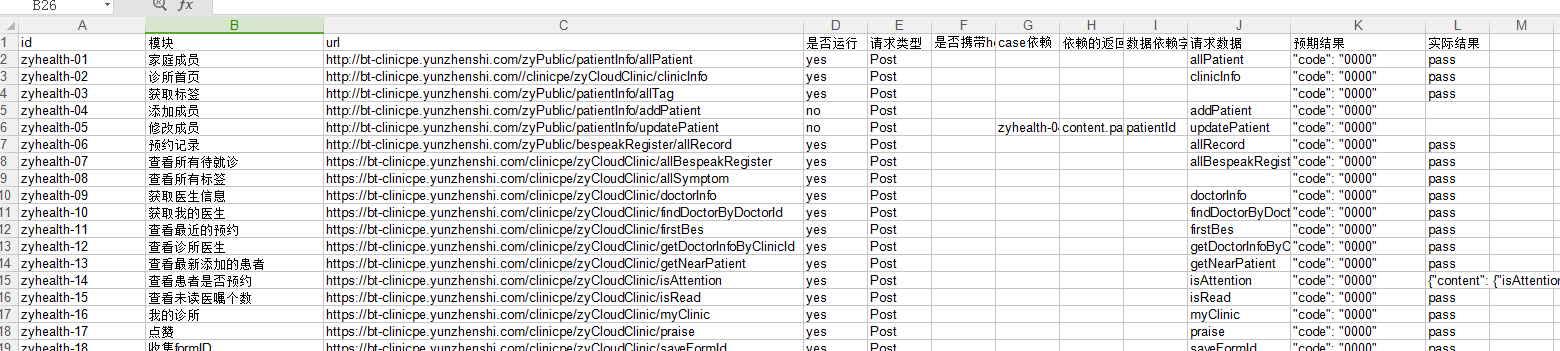 B26 fx
A B C D E F G H I J K L M
1 id 模块 url 是否运行 请求类型 是否携带he case依赖 依赖的返回 数据依赖字 请求数据 预期结果 实际结果
2 zyhealth-01 家庭成员 http://bt-clinicpe.yunzhenshi.com/zyPublic/patientInfo/allPatient yes Post allPatient "code": "0000" pass
3 zyhealth-02 诊所首页 http://bt-clinicpe.yunzhenshi.com//clinicpe/zyCloudClinic/clinicInfo yes Post clinicInfo "code": "0000" pass
4 zyhealth-03 获取标签 http://bt-clinicpe.yunzhenshi.com/zyPublic/patientInfo/allTag yes Post "code": "0000" pass
5 zyhealth-04 添加成员 http://bt-clinicpe.yunzhenshi.com/zyPublic/patientInfo/addPatient no Post addPatient "code": "0000"
6 zyhealth-05 修改成员 http://bt-clinicpe.yunzhenshi.com/zyPublic/patientInfo/updatePatient no Post zyhealth-0 content.pa patientId updatePatient "code": "0000"
7 zyhealth-06 预约记录 http://bt-clinicpe.yunzhenshi.com/zyPublic/bespeakRegister/allRecord yes Post allRecord "code": "0000" pass
8 zyhealth-07 查看所有待就诊 https://bt-clinicpe.yunzhenshi.com/clinicpe/zyCloudClinic/allBespeakRegister yes Post allBespeakRegist "code": "0000" pass
9 zyhealth-08 查看所有标签 https://bt-clinicpe.yunzhenshi.com/clinicpe/zyCloudClinic/allSymptom yes Post "code": "0000" pass
10 zyhealth-09 获取医生信息 https://bt-clinicpe.yunzhenshi.com/clinicpe/zyCloudClinic/doctorInfo yes Post doctorInfo "code": "0000" pass
11 zyhealth-10 获取我的医生 https://bt-clinicpe.yunzhenshi.com/clinicpe/zyCloudClinic/findDoctorByDoctorId yes Post findDoctorByDoct "code": "0000" pass
12 zyhealth-11 查看最近的预约 https://bt-clinicpe.yunzhenshi.com/clinicpe/zyCloudClinic/firstBes yes Post firstBes "code": "0000" pass
13 zyhealth-12 查看诊所医生 https://bt-clinicpe.yunzhenshi.com/clinicpe/zyCloudClinic/getDoctorInfoByClinicId yes Post getDoctorInfoByC "code": "0000" pass
14 zyhealth-13 查看最新添加的患者 https://bt-clinicpe.yunzhenshi.com/clinicpe/zyCloudClinic/getNearPatient yes Post getNearPatient "code": "0000" pass
15 zyhealth-14 查看患者是否预约 https://bt-clinicpe.yunzhenshi.com/clinicpe/zyCloudClinic/isAttention yes Post isAttention "code": "0000" {"content": {"isAttention
16 zyhealth-15 查看未读医嘱个数 https://bt-clinicpe.yunzhenshi.com/clinicpe/zyCloudClinic/isRead yes Post isRead "code": "0000" pass
17 zyhealth-16 我的诊所 https://bt-clinicpe.yunzhenshi.com/clinicpe/zyCloudClinic/myClinic yes Post myClinic "code": "0000" pass
18 zyhealth-17 点赞 https://bt-clinicpe.yunzhenshi.com/clinicpe/zyCloudClinic/praise yes Post praise "code": "0000" pass
19 zyhealth-18 收集formID https://bt-clinicpe.yunzhenshi.com/clinicpe/zyCloudClinic/saveFormId yes Post saveFormId "code": "0000" pass